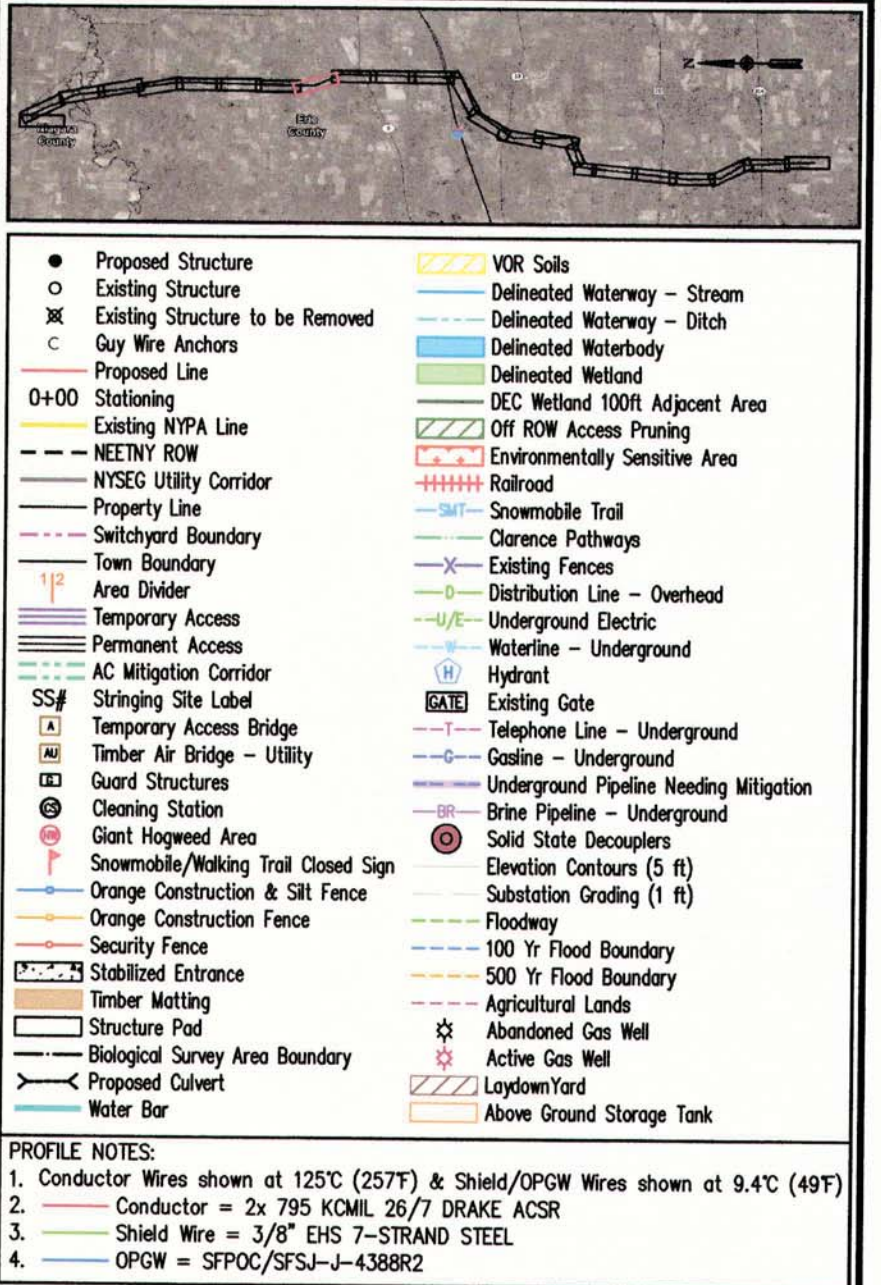 N
Niagara
County
Erie
County
● Proposed Structure
○ Existing Structure
Existing Structure to be Removed
C Guy Wire Anchors
Proposed Line
0+00 Stationing
Existing NYPA Line
NEETNY ROW
NYSEG Utility Corridor
Property Line
Switchyard Boundary
Town Boundary
1|2 Area Divider
Temporary Access
Permanent Access
AC Mitigation Corridor
SS# Stringing Site Label
A Temporary Access Bridge
AU Timber Air Bridge – Utility
G Guard Structures
CS Cleaning Station
HW Giant Hogweed Area
Snowmobile/Walking Trail Closed Sign
Orange Construction & Silt Fence
Orange Construction Fence
Security Fence
Stabilized Entrance
Timber Matting
Structure Pad
Biological Survey Area Boundary
Proposed Culvert
Water Bar
VOR Soils
Delineated Waterway – Stream
Delineated Waterway – Ditch
Delineated Waterbody
Delineated Wetland
DEC Wetland 100ft Adjacent Area
Off ROW Access Pruning
Environmentally Sensitive Area
Railroad
SMT Snowmobile Trail
Clarence Pathways
X Existing Fences
D Distribution Line – Overhead
U/E Underground Electric
W Waterline – Underground
H Hydrant
GATE Existing Gate
T Telephone Line – Underground
G Gasline – Underground
Underground Pipeline Needing Mitigation
BR Brine Pipeline – Underground
Solid State Decouplers
Elevation Contours (5 ft)
Substation Grading (1 ft)
Floodway
100 Yr Flood Boundary
500 Yr Flood Boundary
Agricultural Lands
Abandoned Gas Well
Active Gas Well
LaydownYard
Above Ground Storage Tank
PROFILE NOTES:
1. Conductor Wires shown at 125°C (257°F) & Shield/OPGW Wires shown at 9.4°C (49°F)
2. Conductor = 2x 795 KCMIL 26/7 DRAKE ACSR
3. Shield Wire = 3/8" EHS 7-STRAND STEEL
4. OPGW = SFPOC/SFSJ-J-4388R2